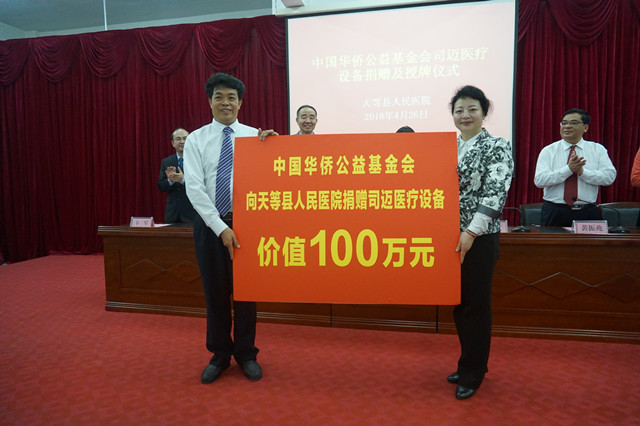 中国华侨公益基金会司迈医疗
设备捐赠及授牌仪式
天等县人民医院
2018年4月26日
中国华侨公益基金会
向天等县人民医院捐赠司迈医疗设备
价值100万元
黄振兆